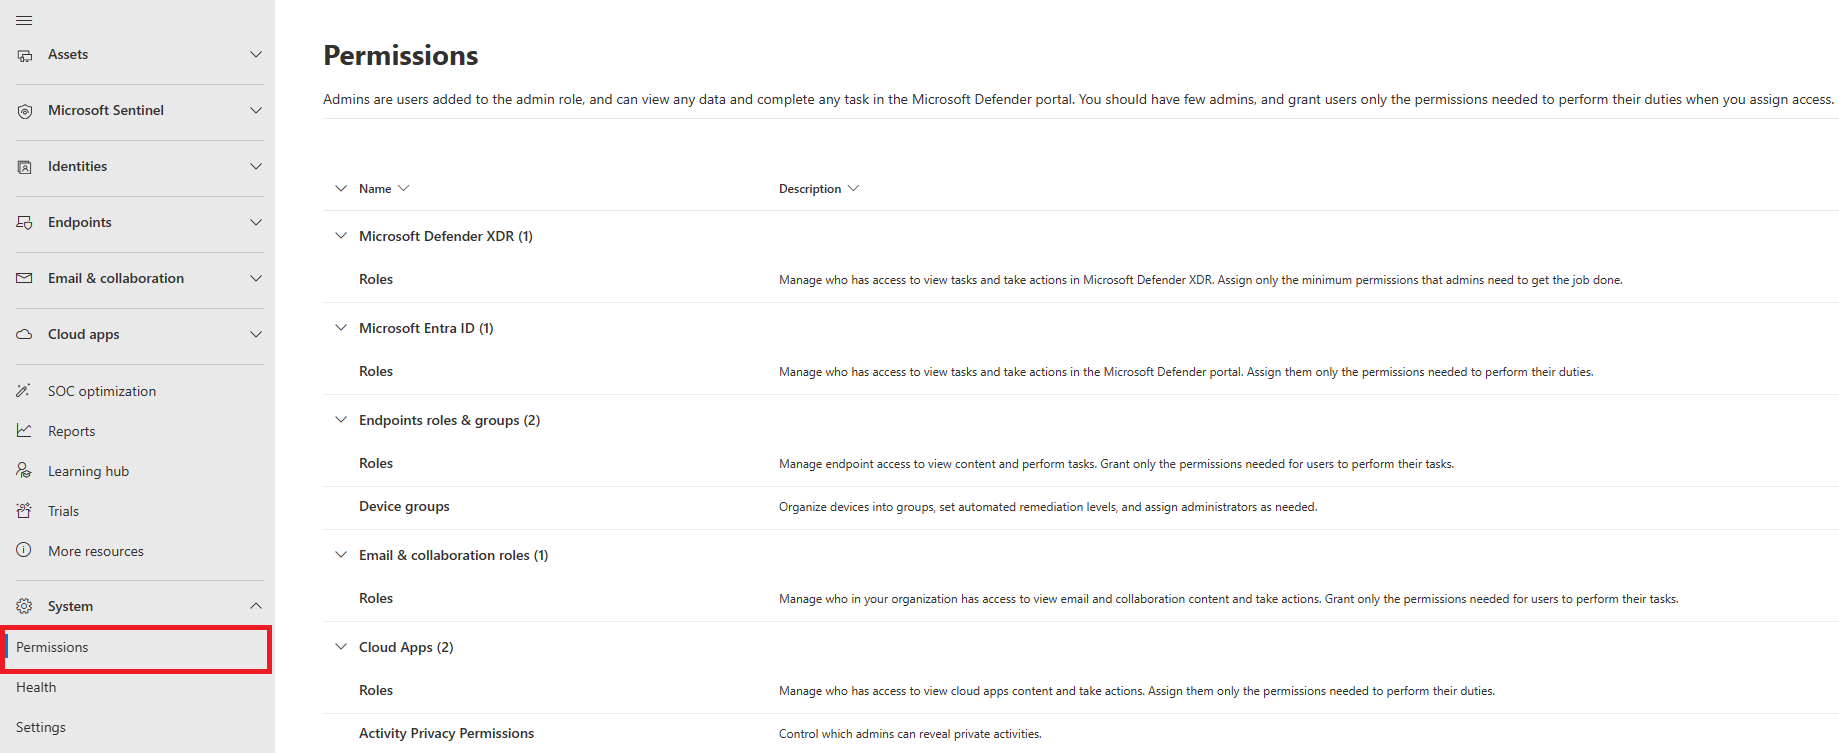 Assets
Microsoft Sentinel
Identities
Endpoints
Email & collaboration
Cloud apps
SOC optimization
Reports
Learning hub
Trials
More resources
System
Permissions
Health
Settings
Permissions
Admins are users added to the admin role, and can view any data and complete any task in the Microsoft Defender portal. You should have few admins, and grant users only the permissions needed to perform their duties when you assign access.
Name Description
Microsoft Defender XDR (1)
Roles Manage who has access to view tasks and take actions in Microsoft Defender XDR. Assign only the minimum permissions that admins need to get the job done.
Microsoft Entra ID (1)
Roles Manage who has access to view tasks and take actions in the Microsoft Defender portal. Assign them only the permissions needed to perform their duties.
Endpoints roles & groups (2)
Roles Manage endpoint access to view content and perform tasks. Grant only the permissions needed for users to perform their tasks.
Device groups Organize devices into groups, set automated remediation levels, and assign administrators as needed.
Email & collaboration roles (1)
Roles Manage who in your organization has access to view email and collaboration content and take actions. Grant only the permissions needed for users to perform their tasks.
Cloud Apps (2)
Roles Manage who has access to view cloud apps content and take actions. Assign them only the permissions needed to perform their duties.
Activity Privacy Permissions Control which admins can reveal private activities.